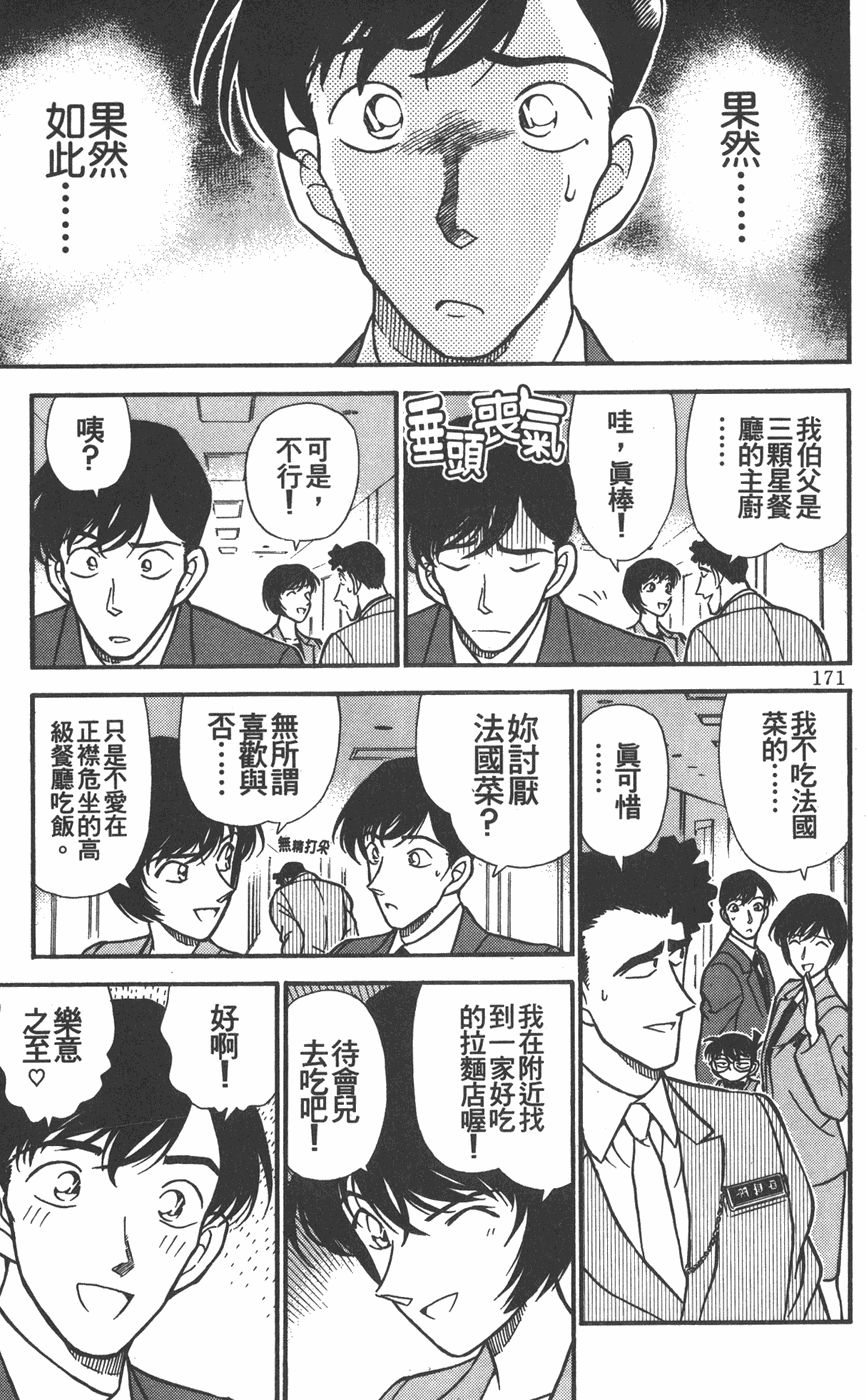 果然……
果然
如此……
我伯父是
三顆星餐
廳的主廚
……
哇，眞棒！
垂頭喪氣
可是，
不行！
咦？
171
我不吃法國
菜的……
眞可惜
……
妳討厭
法國菜？
無所謂
喜歡與
否……
無精打采
只是不愛在
正襟危坐的高
級餐廳吃飯。
我在附近找
到一家好吃
的拉麵店喔！
待會兒
去吃吧！
好啊！
樂意
之至♡